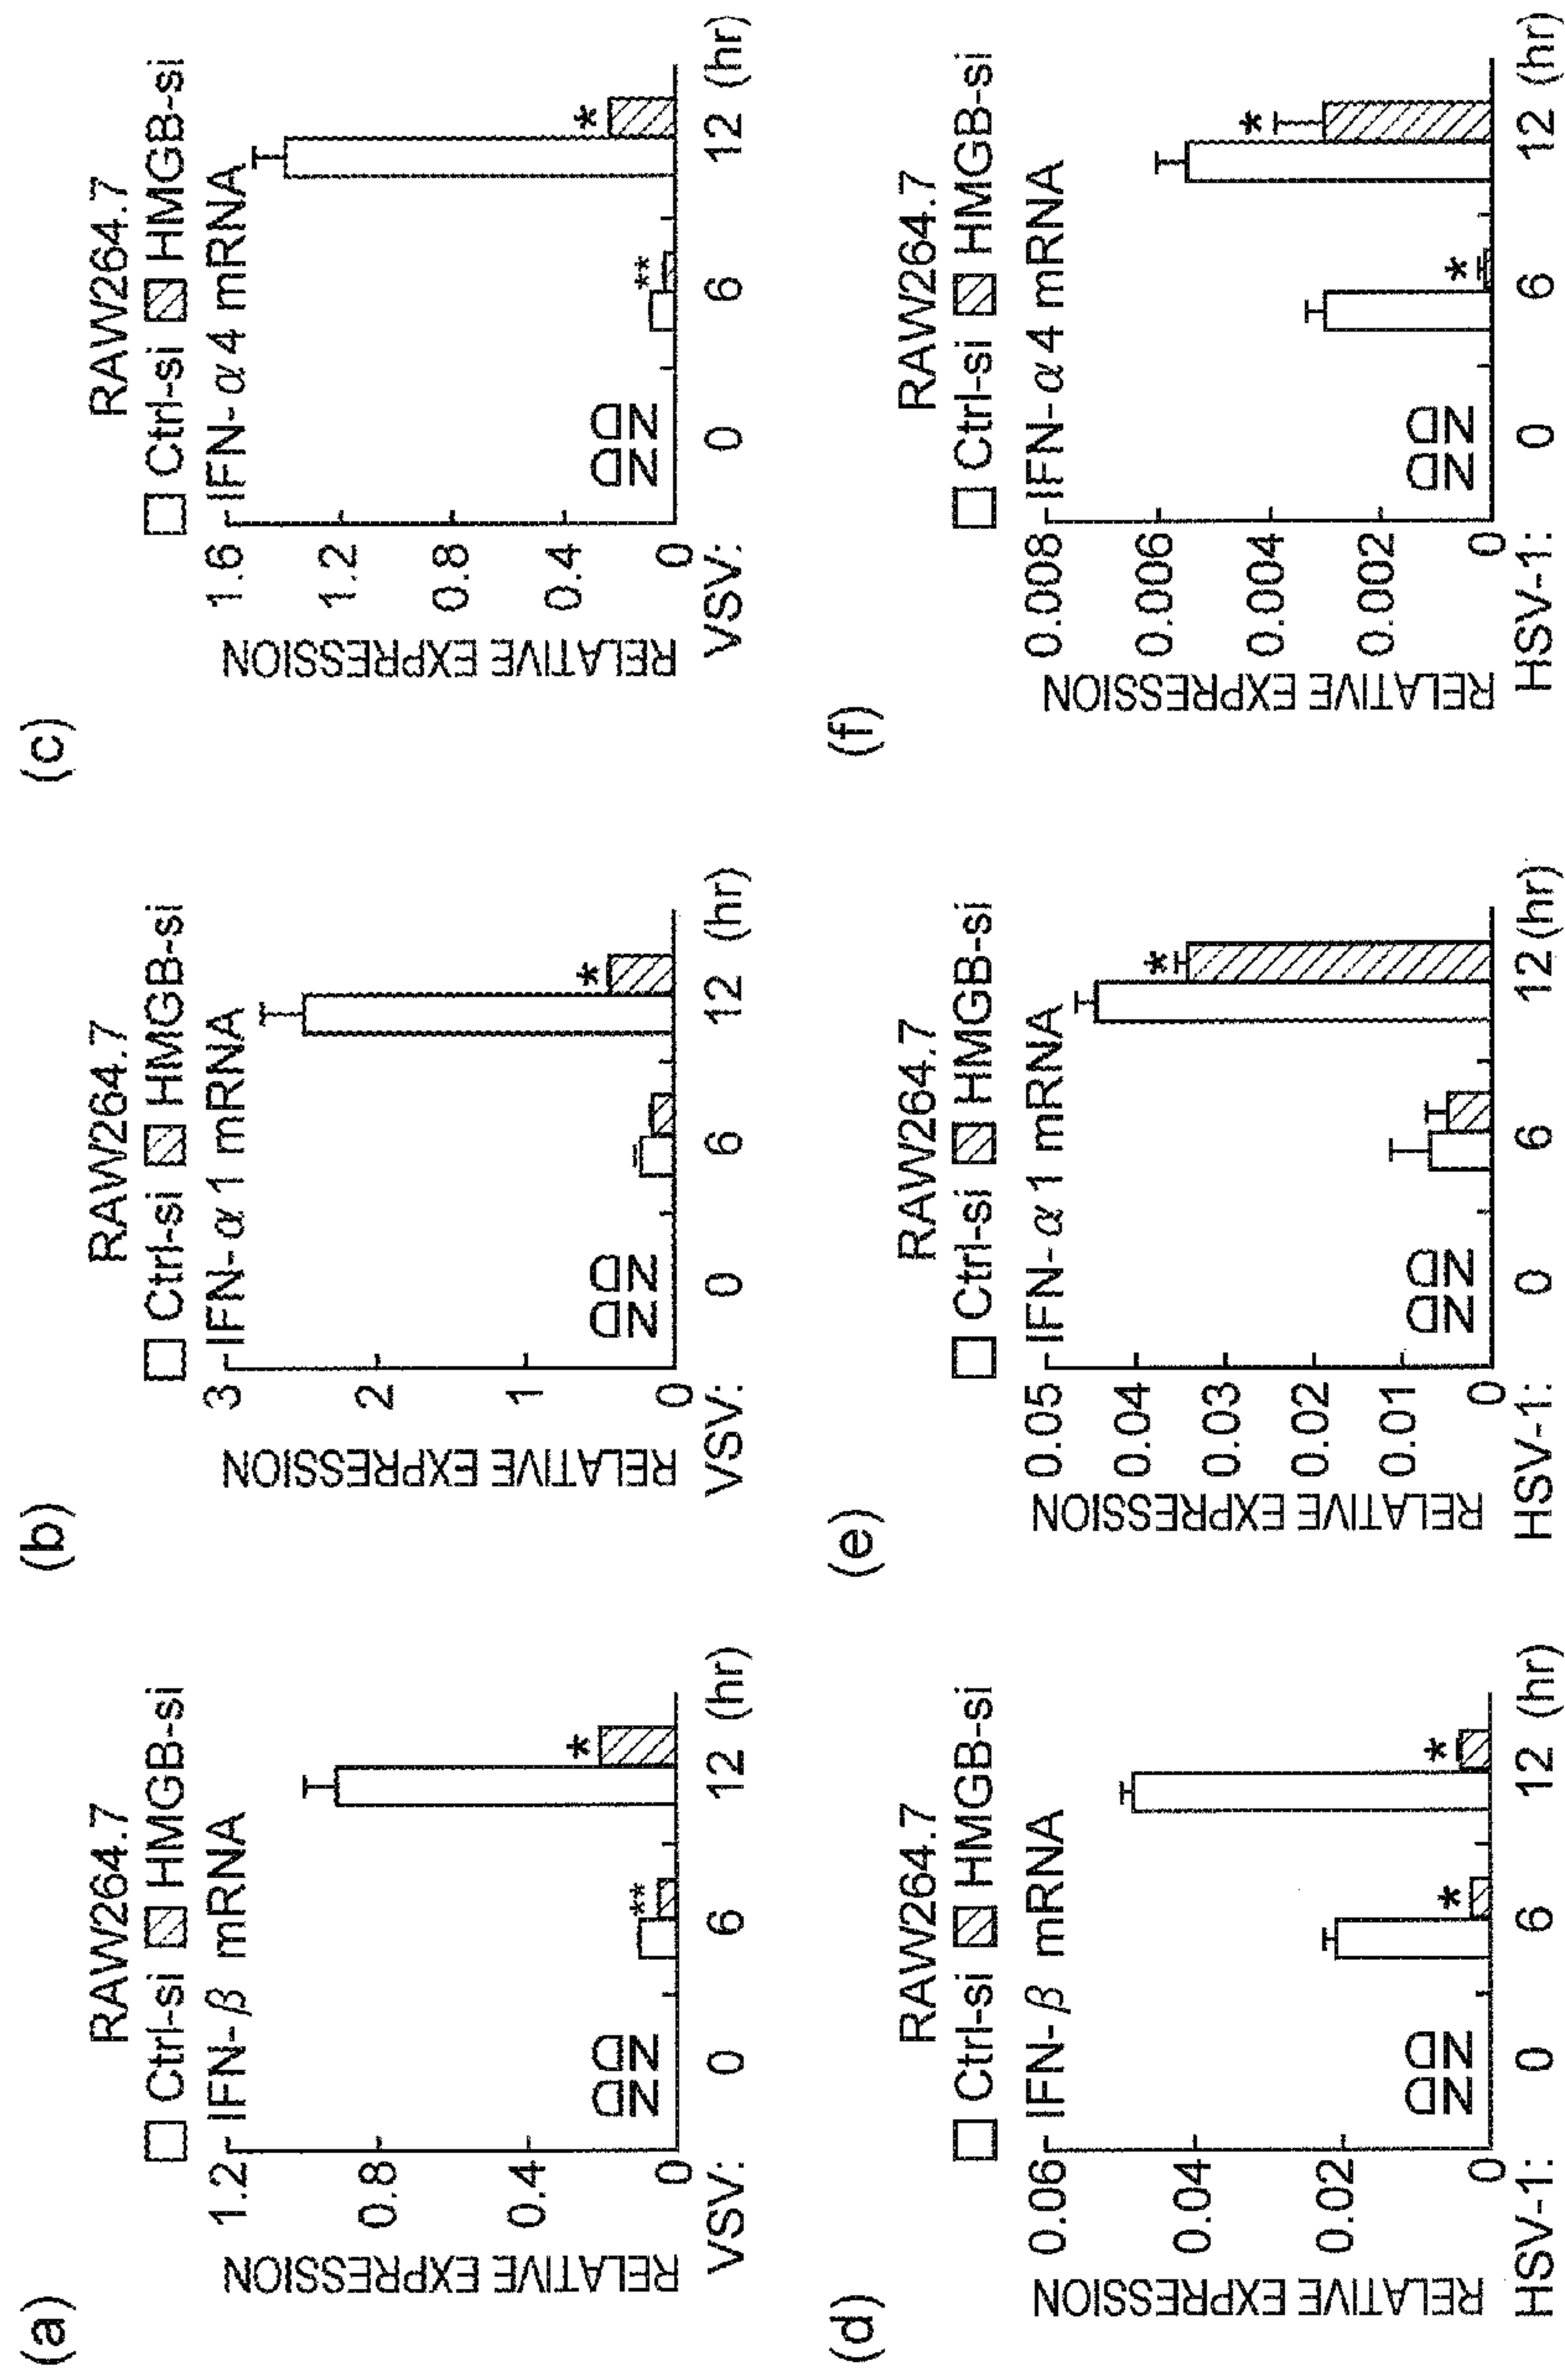 (a)
RAW264.7
Ctrl-si HMGB-si
IFN-β mRNA
RELATIVE EXPRESSION
1.2
0.8
0.4
0
ND ND
**
*
VSV: 0 6 12 (hr)
(b)
RAW264.7
Ctrl-si HMGB-si
IFN-α1 mRNA
RELATIVE EXPRESSION
3
2
1
0
ND ND
*
VSV: 0 6 12 (hr)
(c)
RAW264.7
Ctrl-si HMGB-si
IFN-α4 mRNA
RELATIVE EXPRESSION
1.6
1.2
0.8
0.4
0
ND ND
**
*
VSV: 0 6 12 (hr)
(d)
RAW264.7
Ctrl-si HMGB-si
IFN-β mRNA
RELATIVE EXPRESSION
0.06
0.04
0.02
0
ND ND
*
*
HSV-1: 0 6 12 (hr)
(e)
RAW264.7
Ctrl-si HMGB-si
IFN-α1 mRNA
RELATIVE EXPRESSION
0.05
0.04
0.03
0.02
0.01
0
ND ND
*
HSV-1: 0 6 12 (hr)
(f)
RAW264.7
Ctrl-si HMGB-si
IFN-α4 mRNA
RELATIVE EXPRESSION
0.008
0.006
0.004
0.002
0
ND ND
*
*
HSV-1: 0 6 12 (hr)